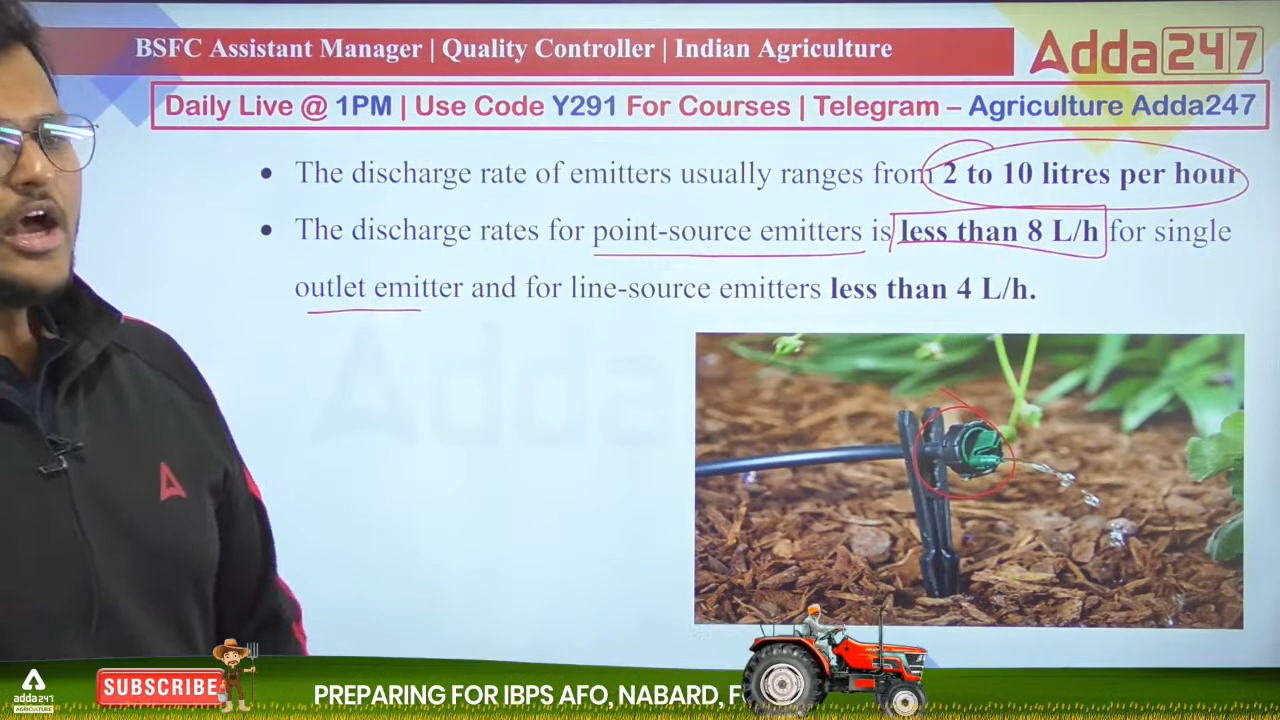 BSFC Assistant Manager | Quality Controller | Indian Agriculture
Adda247
Daily Live @ 1PM | Use Code Y291 For Courses | Telegram – Agriculture Adda247
• The discharge rate of emitters usually ranges from 2 to 10 litres per hour
• The discharge rates for point-source emitters is less than 8 L/h for single
outlet emitter and for line-source emitters less than 4 L/h.
Adda
adda247
AGRICULTURE
SUBSCRIBE
PREPARING FOR IBPS AFO, NABARD, F